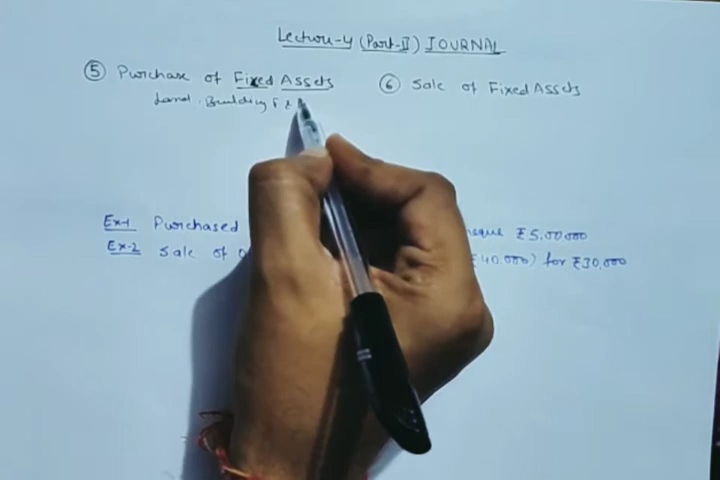 Lecture-4 (Part-II) JOURNAL
⑤ Purchase of Fixed Assets
⑥ Sale of Fixed Assets
Land, Building, F &
Ex-1 Purchased ₹5,00,000
Ex-2 Sale of ₹40,000) for ₹30,000